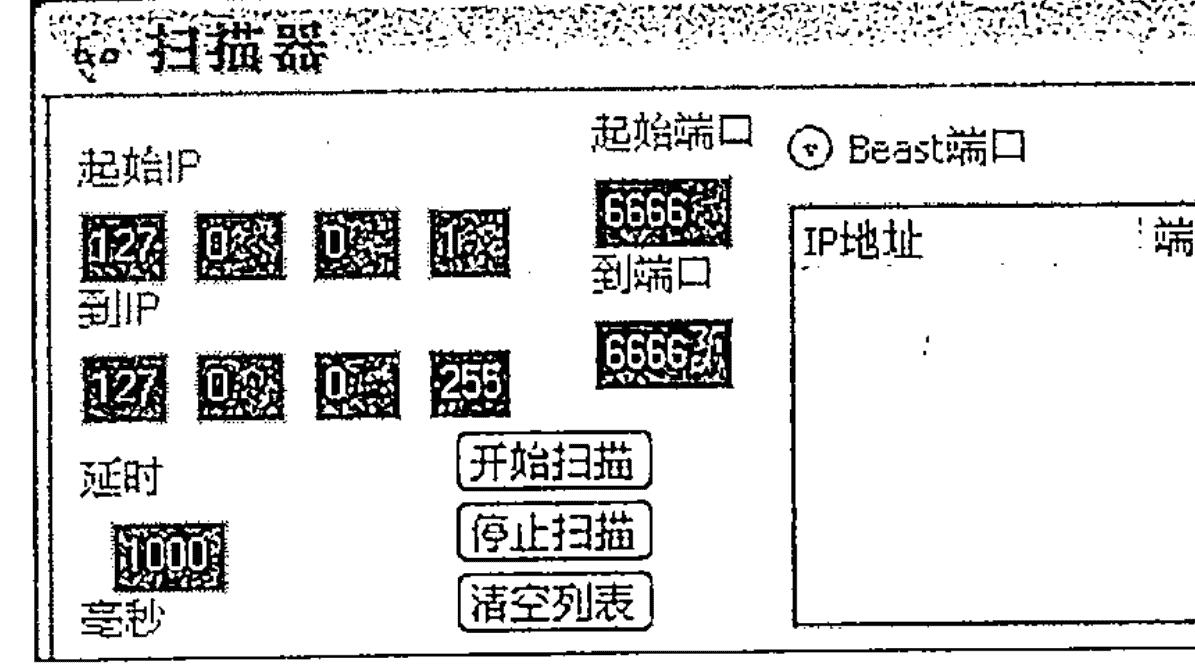 扫描器
起始IP
127 0 0 1
到IP
127 0 0 255
延时
1000
毫秒
起始端口
6666
到端口
6666
开始扫描
停止扫描
清空列表
Beast端口
IP地址 端